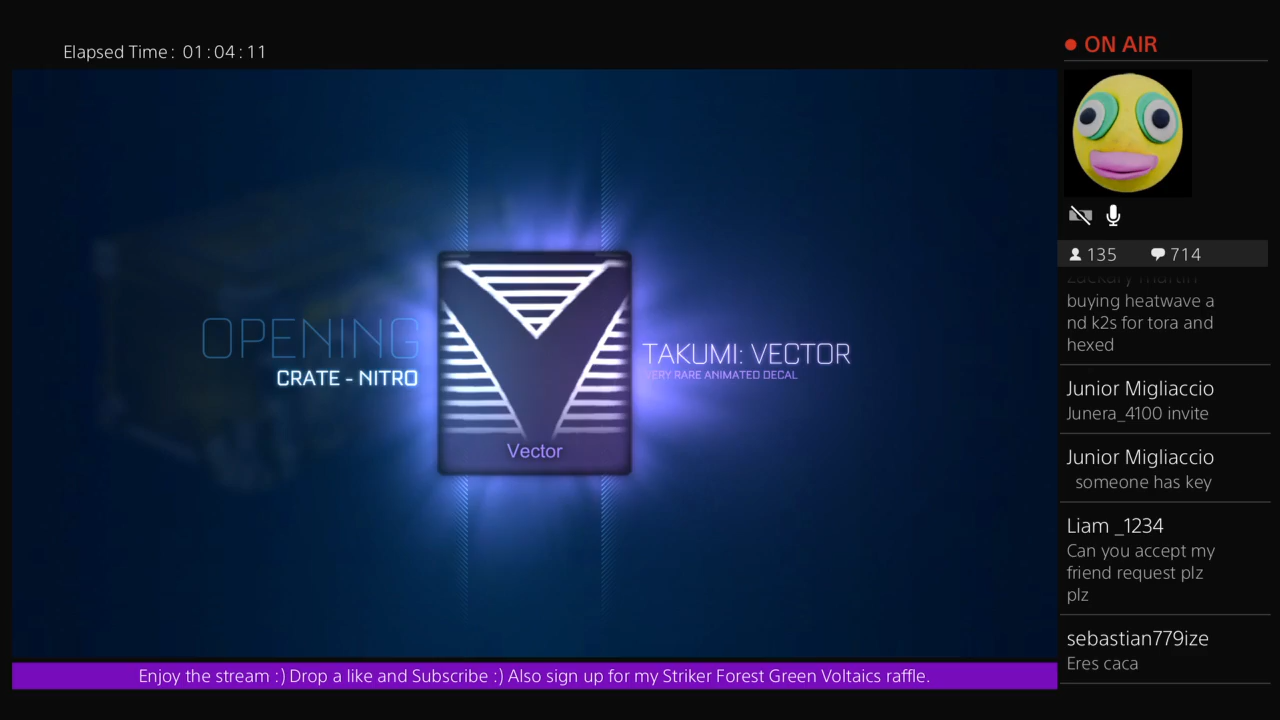 Elapsed Time: 01:04:11
ON AIR
135 714
OPENING
CRATE - NITRO
Vector
TAKUMI: VECTOR
VERY RARE ANIMATED DECAL
Zackary martin
buying heatwave a
nd k2s for tora and
hexed
Junior Migliaccio
Junera_4100 invite
Junior Migliaccio
someone has key
Liam _1234
Can you accept my
friend request plz
plz
sebastian779ize
Eres caca
Enjoy the stream :) Drop a like and Subscribe :) Also sign up for my Striker Forest Green Voltaics raffle.